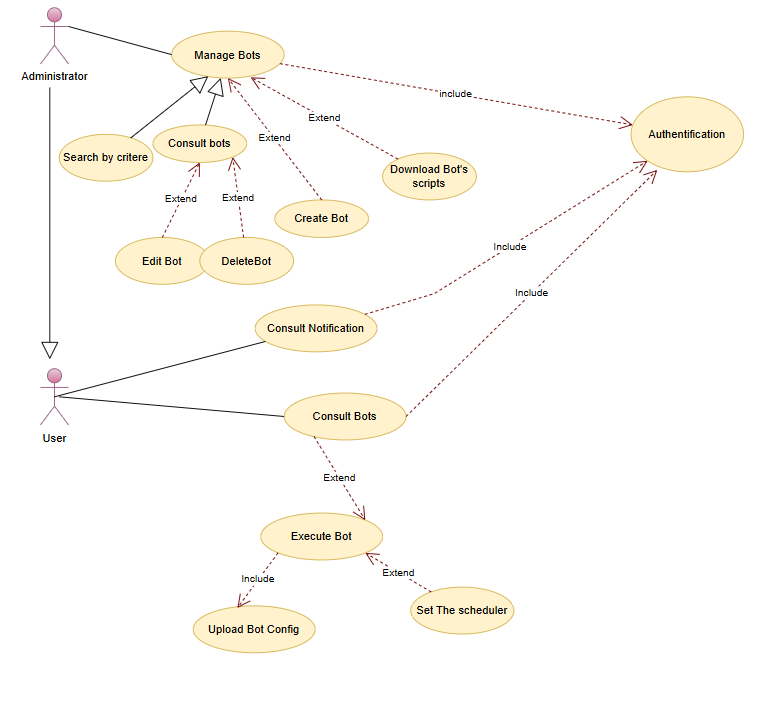 Administrator
Manage Bots
include
Extend
Extend
Authentification
Search by critere
Consult bots
Download Bot's
scripts
Extend
Extend
Create Bot
Edit Bot
DeleteBot
Include
Include
Consult Notification
User
Consult Bots
Extend
Execute Bot
Include
Extend
Set The scheduler
Upload Bot Config